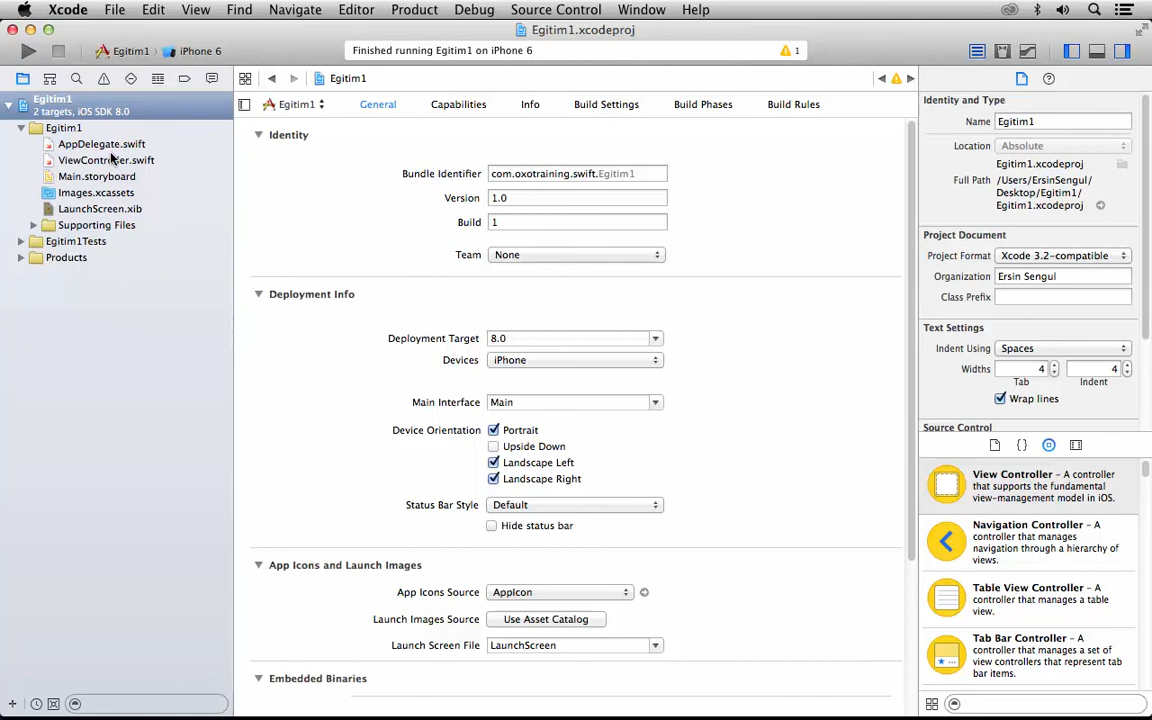 Xcode File Edit View Find Navigate Editor Product Debug Source Control Window Help
Egitim1.xcodeproj
Egitim1 iPhone 6
Finished running Egitim1 on iPhone 6
1
Egitim1
Egitim1
2 targets, iOS SDK 8.0
Egitim1
AppDelegate.swift
ViewController.swift
Main.storyboard
Images.xcassets
LaunchScreen.xib
Supporting Files
Egitim1Tests
Products
Egitim1 General Capabilities Info Build Settings Build Phases Build Rules
Identity
Bundle Identifier com.oxotraining.swift.Egitim1
Version 1.0
Build 1
Team None
Deployment Info
Deployment Target 8.0
Devices iPhone
Main Interface Main
Device Orientation Portrait
Upside Down
Landscape Left
Landscape Right
Status Bar Style Default
Hide status bar
App Icons and Launch Images
App Icons Source AppIcon
Launch Images Source Use Asset Catalog
Launch Screen File LaunchScreen
Embedded Binaries
Identity and Type
Name Egitim1
Location Absolute
Egitim1.xcodeproj
Full Path /Users/ErsinSengul/
Desktop/Egitim1/
Egitim1.xcodeproj
Project Document
Project Format Xcode 3.2-compatible
Organization Ersin Sengul
Class Prefix
Text Settings
Indent Using Spaces
Widths 4 4
Tab Indent
Wrap lines
Source Control
View Controller – A controller
that supports the fundamental
view-management model in iOS.
Navigation Controller – A
controller that manages
navigation through a hierarchy of
views.
Table View Controller – A
controller that manages a table
view.
Tab Bar Controller – A
controller that manages a set of
view controllers that represent tab
bar items.